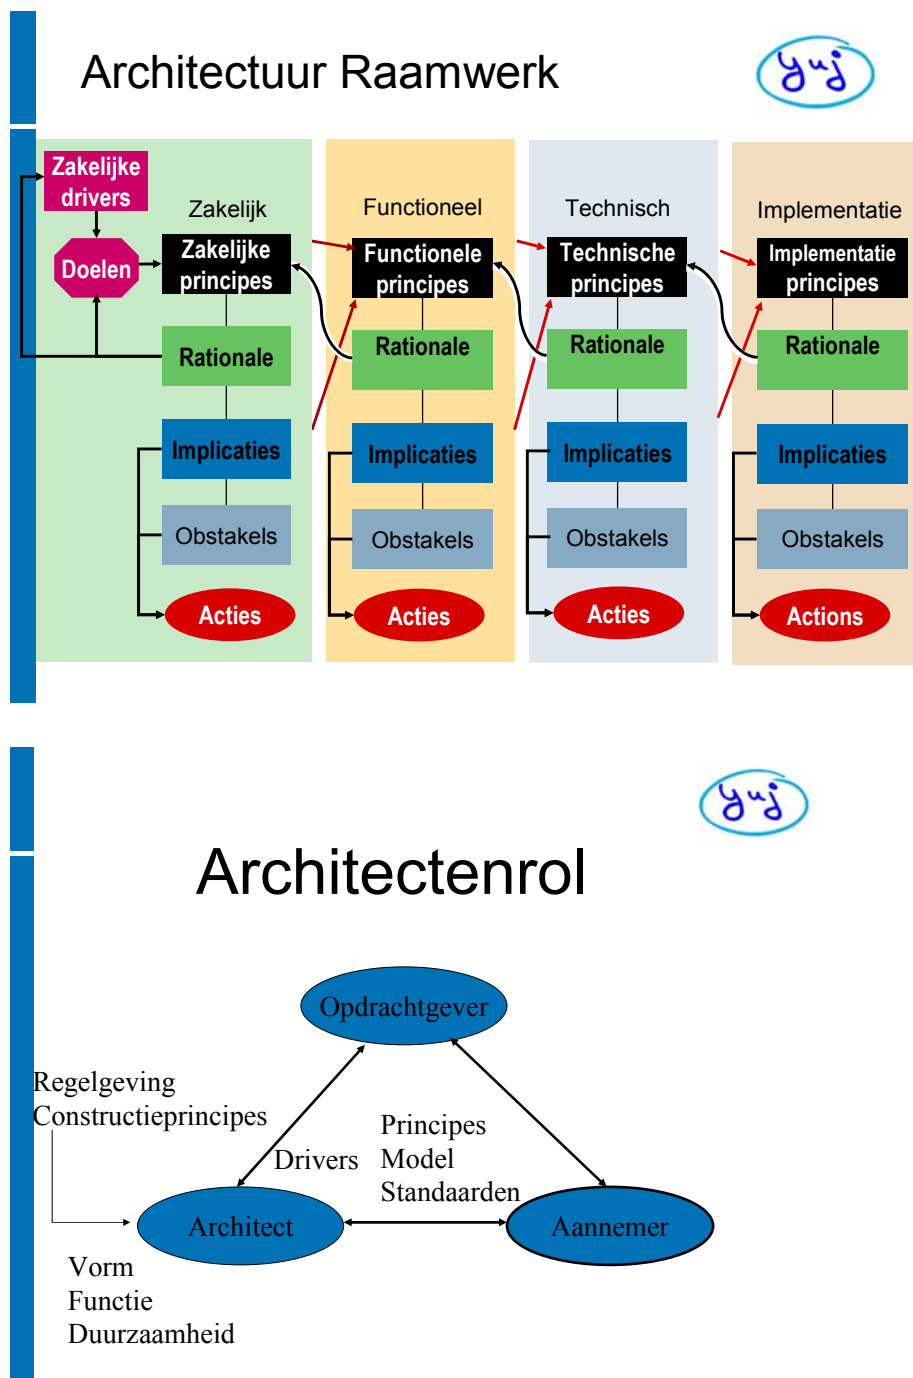 Architectuur Raamwerk
yuj
Zakelijke
drivers
Doelen
Zakelijk
Zakelijke
principes
Rationale
Implicaties
Obstakels
Acties
Functioneel
Functionele
principes
Rationale
Implicaties
Obstakels
Acties
Technisch
Technische
principes
Rationale
Implicaties
Obstakels
Acties
Implementatie
Implementatie
principes
Rationale
Implicaties
Obstakels
Actions
yuj
Architectenrol
Opdrachtgever
Regelgeving
Constructieprincipes
Drivers
Principes
Model
Standaarden
Architect
Aannemer
Vorm
Functie
Duurzaamheid